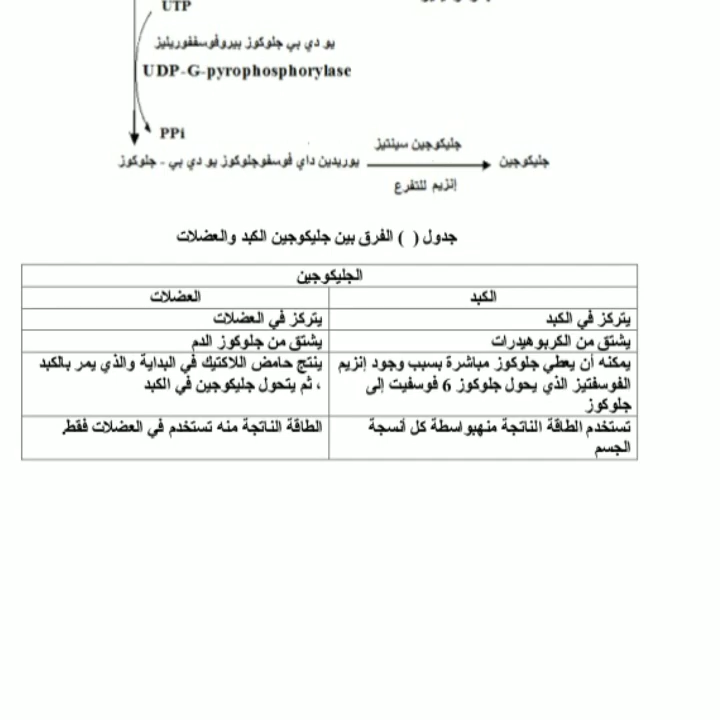 UTP
يو دي بي جلوكوز بيروفوسففوريليز
UDP-G-pyrophosphorylase
PPi
جليكوجين سينثيز
يوريدين داي فوسفوجلوكوز يو دي بي - جلوكوز
جليكوجين
إنزيم للتفرع
جدول ( ) الفرق بين جليكوجين الكبد والعضلات
الجليكوجين
الكبد
العضلات
يتركز في الكبد
يتركز في العضلات
يشتق من الكربوهيدرات
يشتق من جلوكوز الدم
يمكنه أن يعطي جلوكوز مباشرة بسبب وجود إنزيم
الفوسفتيز الذي يحول جلوكوز 6 فوسفيت إلى
جلوكوز
ينتج حامض اللاكتيك في البداية والذي يمر بالكبد
، ثم يتحول جليكوجين في الكبد
تستخدم الطاقة الناتجة منهبواسطة كل أنسجة
الجسم
الطاقة الناتجة منه تستخدم في العضلات فقط.